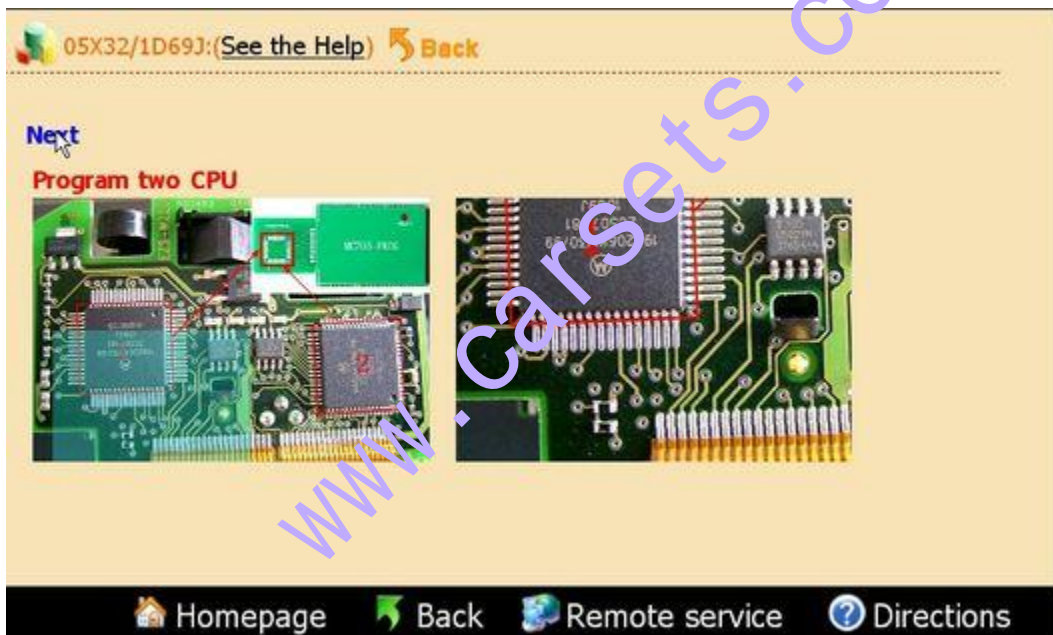 05X32/1D69J:(See the Help) Back
Next
Program two CPU
MC705-PROG
www.carsets.co
Homepage Back Remote service Directions